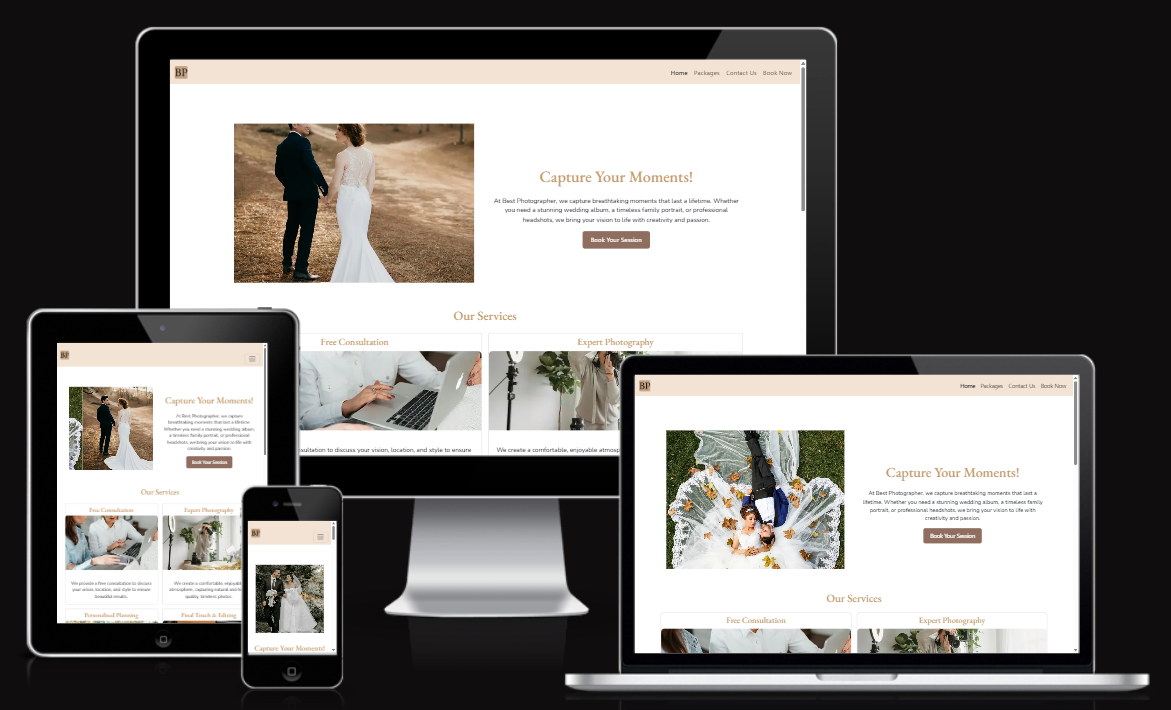 BP
Home Packages Contact Us Book Now
Capture Your Moments!
At Best Photographer, we capture breathtaking moments that last a lifetime. Whether
you need a stunning wedding album, a timeless family portrait, or professional
headshots, we bring your vision to life with creativity and passion.
Book Your Session
Our Services
Free Consultation
Expert Photography
sultation to discuss your vision, location, and style to ensure
We create a comfortable, enjoyable atmosp
BP
Capture Your Moments!
At Best Photographer, we capture
breathtaking moments that last a lifetime.
Whether you need a stunning wedding album,
a timeless family portrait, or professional
headshots, we bring your vision to life with
creativity and passion.
Book Your Session
Our Services
Free Consultation
Expert Photography
We provide a free consultation to discuss
your vision, location, and style to ensure
beautiful results.
We create a comfortable, enjoyabl
atmosphere, capturing natural and h
quality, timeless photos.
Personalised Planning
Final Touch & Editing
BP
Capture Your Moments!
BP
Home Packages Contact Us Book Now
Capture Your Moments!
At Best Photographer, we capture breathtaking moments that last a
lifetime. Whether you need a stunning wedding album, a timeless family
portrait, or professional headshots, we bring your vision to life with
creativity and passion.
Book Your Session
Our Services
Free Consultation
Expert Photography